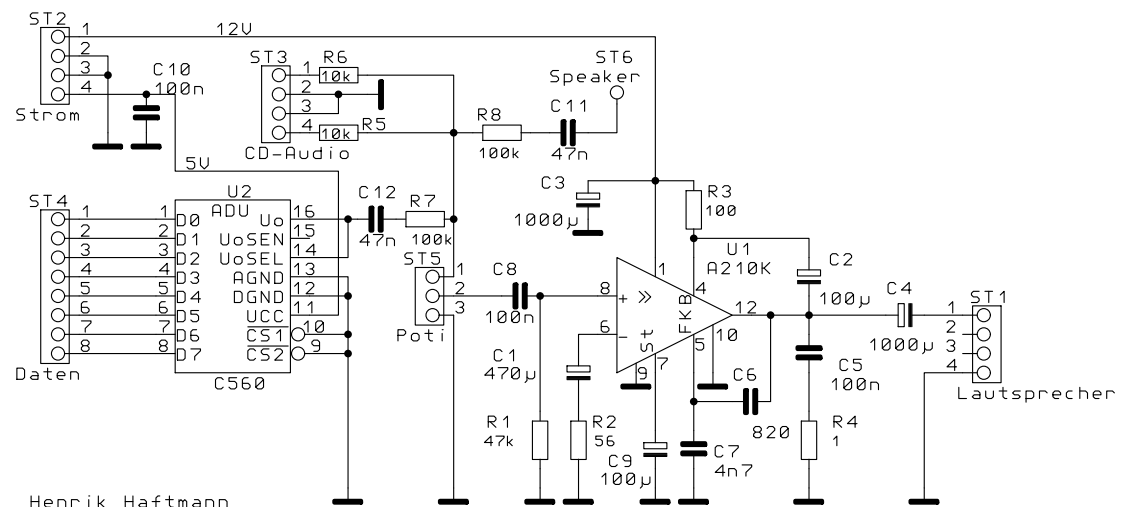 ST2
1
2
3
4
Strom
12V
C10
100n
5V
ST3
1
2
3
4
CD-Audio
R6
10k
R5
10k
R8
100k
C11
47n
ST6
Speaker
ST4
1
2
3
4
5
6
7
8
Daten
U2
ADU
1 D0
2 D1
3 D2
4 D3
5 D4
6 D5
7 D6
8 D7
Uo 16
UoSEN 15
UoSEL 14
AGND 13
DGND 12
UCC 11
CS1 10
CS2 9
C560
C12
47n
R7
100k
ST5
1
2
3
Poti
C3
1000µ
R3
100
U1
A210K
C2
100µ
C8
100n
8
+
»
6
-
1
4
FKB
St
12
10
5
7
9
C1
470µ
R1
47k
R2
56
C9
100µ
C6
820
C7
4n7
C4
1000µ
C5
100n
R4
1
ST1
1
2
3
4
Lautsprecher
Henrik Haftmann